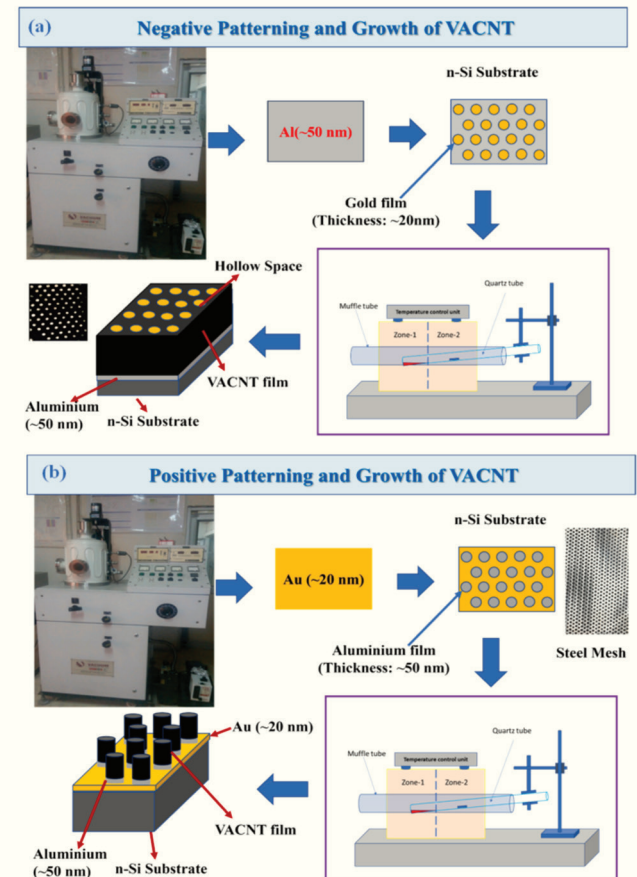 (a)
Negative Patterning and Growth of VACNT
Al(~50 nm)
n-Si Substrate
Gold film
(Thickness: ~20nm)
Muffle tube
Temperature control unit
Quartz tube
Zone-1
Zone-2
Hollow Space
VACNT film
Aluminium
(~50 nm)
n-Si Substrate
(b)
Positive Patterning and Growth of VACNT
Au (~20 nm)
n-Si Substrate
Aluminium film
(Thickness: ~50 nm)
Steel Mesh
Muffle tube
Temperature control unit
Quartz tube
Zone-1
Zone-2
Au (~20 nm)
VACNT film
Aluminium
(~50 nm)
n-Si Substrate